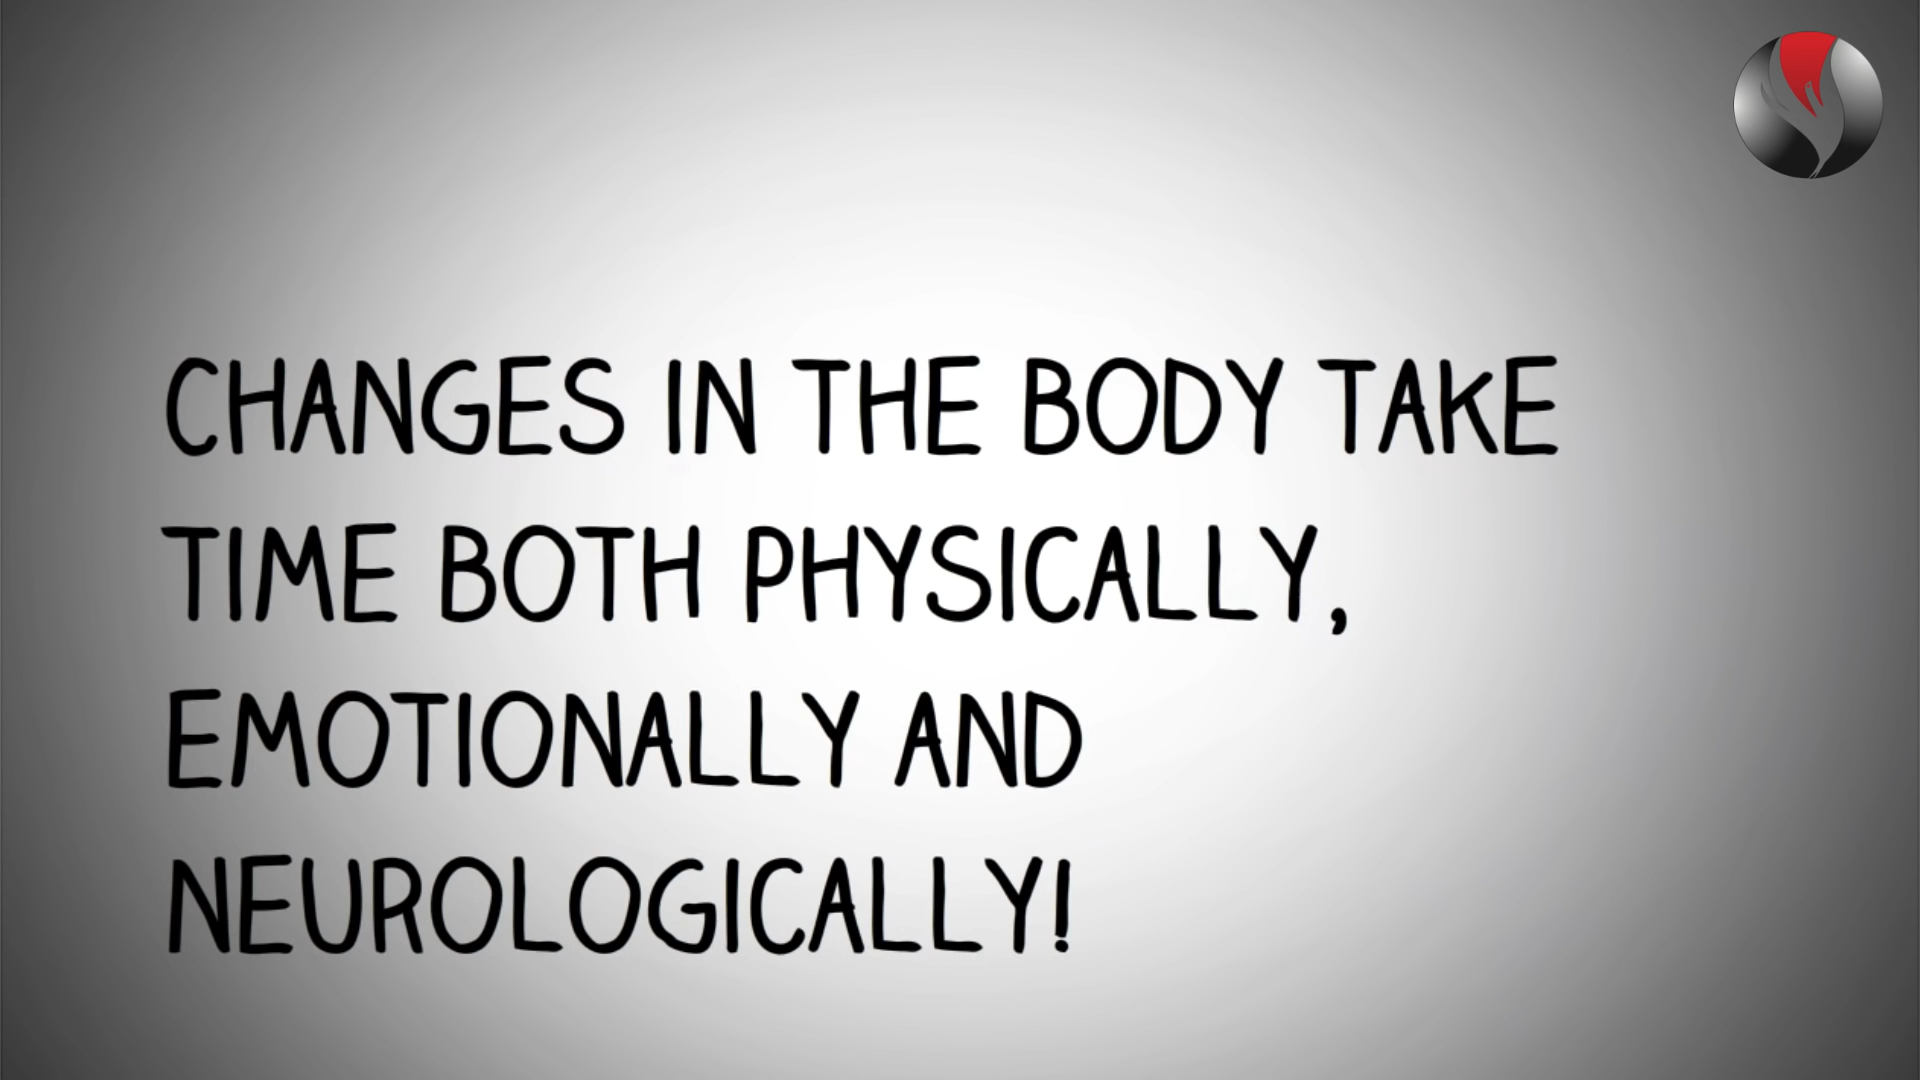 CHANGES IN THE BODY TAKE
TIME BOTH PHYSICALLY,
EMOTIONALLY AND
NEUROLOGICALLY!